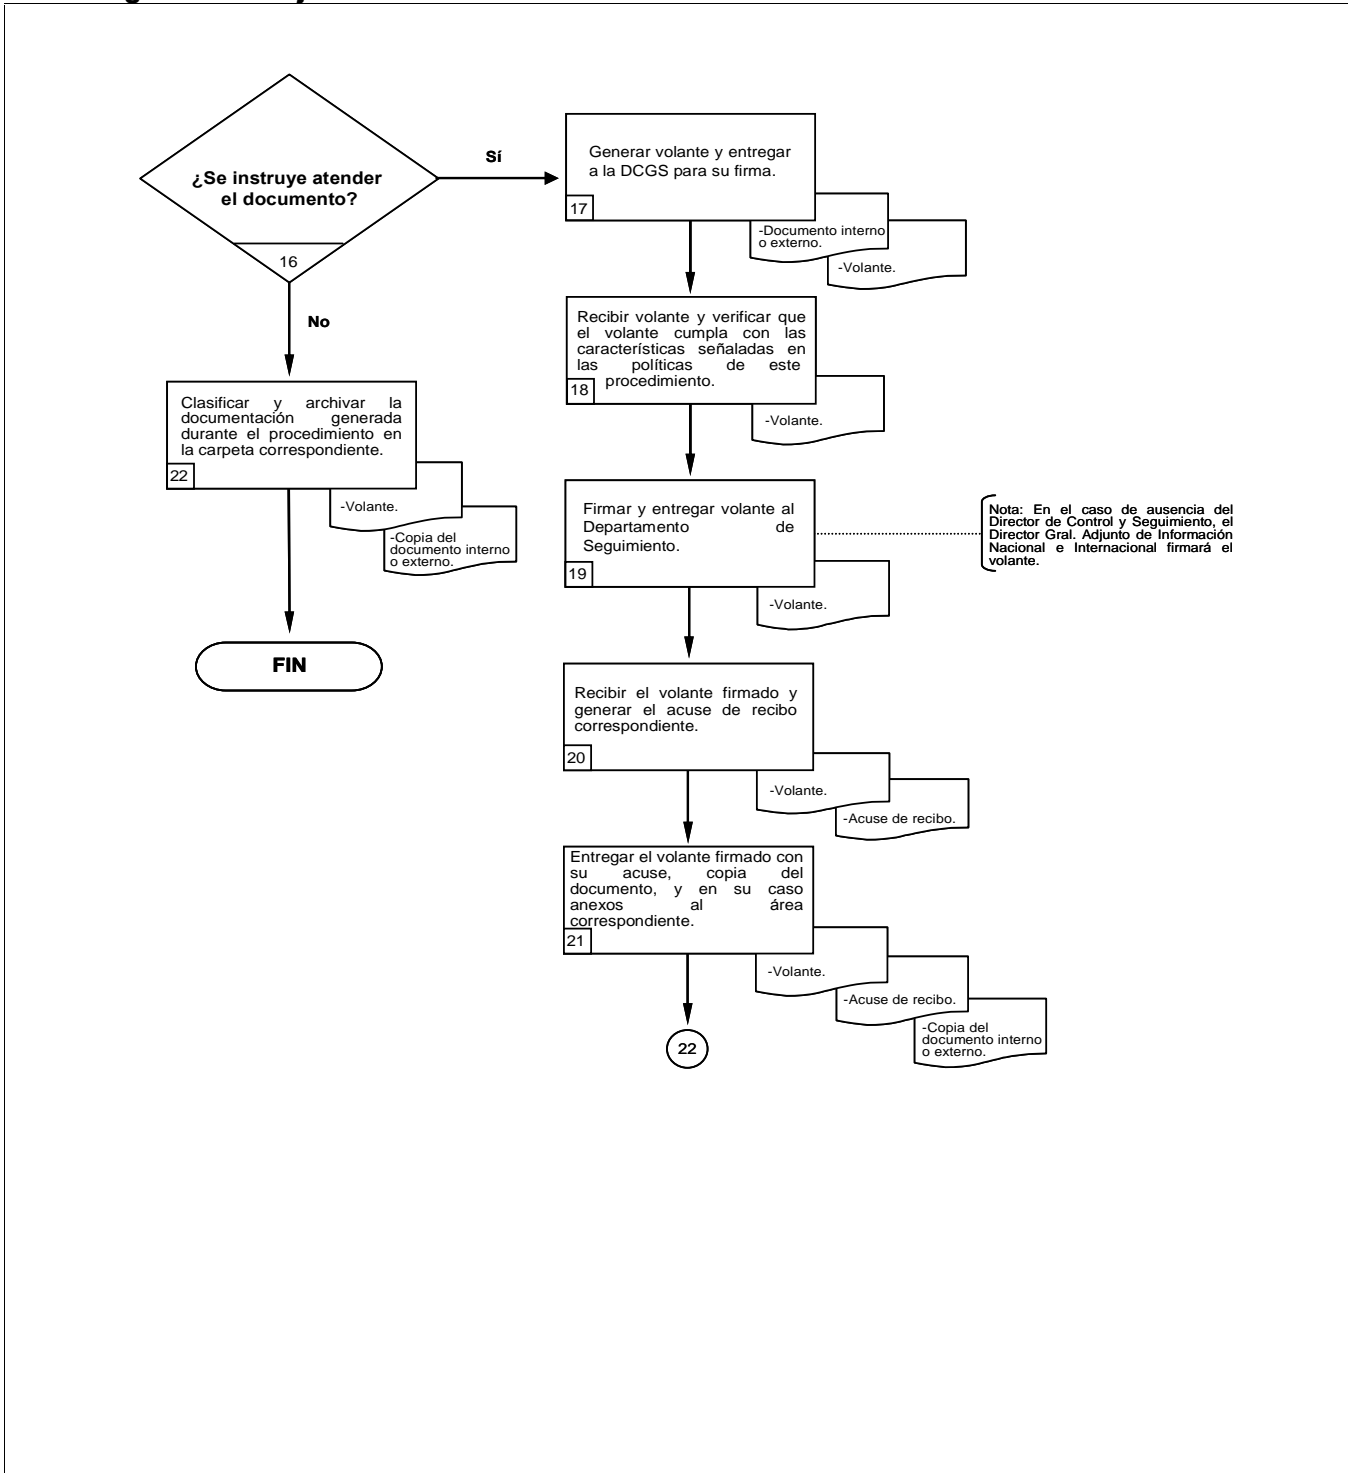 ¿Se instruye atender
el documento?
16
Sí
No
Generar volante y entregar
a la DCGS para su firma.
17
-Documento interno
o externo.
-Volante.
Recibir volante y verificar que
el volante cumpla con las
características señaladas en
las políticas de este
procedimiento.
18
-Volante.
Clasificar y archivar la
documentación generada
durante el procedimiento en
la carpeta correspondiente.
22
-Volante.
-Copia del
documento interno
o externo.
FIN
Firmar y entregar volante al
Departamento de
Seguimiento.
19
-Volante.
Nota: En el caso de ausencia del
Director de Control y Seguimiento, el
Director Gral. Adjunto de Información
Nacional e Internacional firmará el
volante.
Recibir el volante firmado y
generar el acuse de recibo
correspondiente.
20
-Volante.
-Acuse de recibo.
Entregar el volante firmado con
su acuse, copia del
documento, y en su caso
anexos al área
correspondiente.
21
-Volante.
-Acuse de recibo.
-Copia del
documento interno
o externo.
22